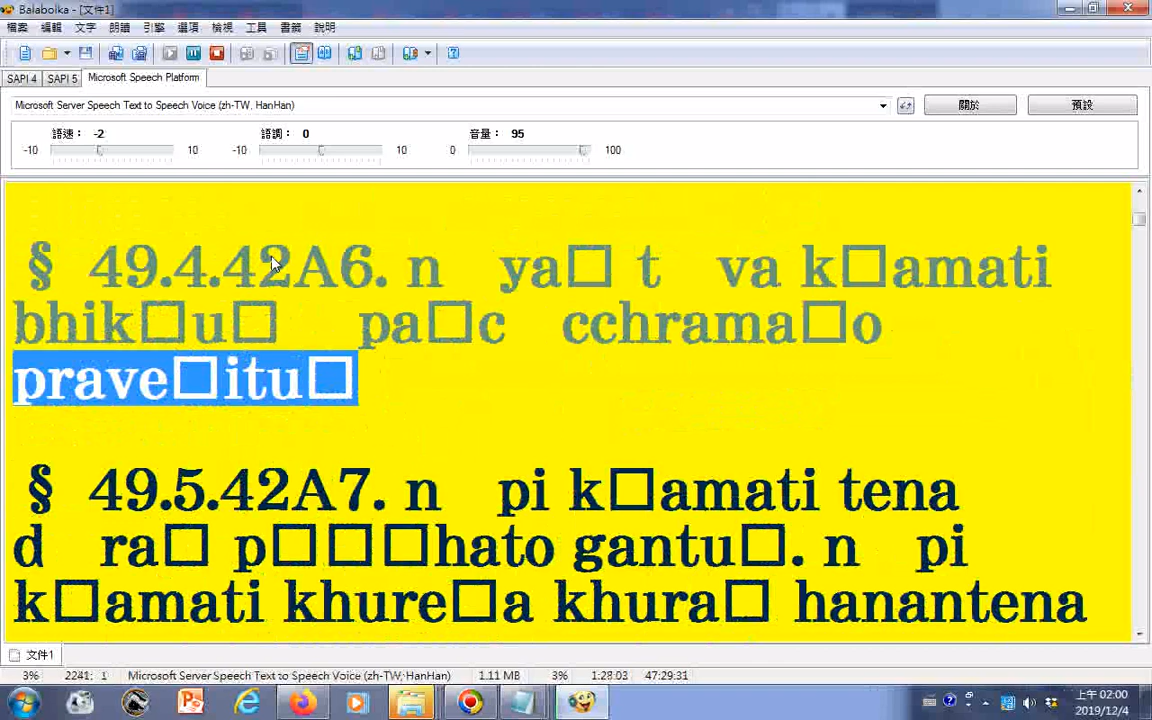 Balabolka - [文件1]
檔案 編輯 文字 朗讀 引擎 選項 檢視 工具 書籤 說明
SAPI 4 SAPI 5 Microsoft Speech Platform
Microsoft Server Speech Text to Speech Voice (zh-TW, HanHan) 關於 預設
語速： -2 語調： 0 音量： 95
-10 10 -10 10 0 100
§ 49.4.42A6. n ya□ t va k□amati
bhik□u□ pa□c cchrama□o
prave□itu□
§ 49.5.42A7. n pi k□amati tena
d ra□ p□□□hato gantu□. n pi
k□amati khure□a khura□ hanantena
文件1
3% 2241: 1 Microsoft Server Speech Text to Speech Voice (zh-TW, HanHan) 1.11 MB 3% 1:28:03 47:29:31
上午 02:00
2019/12/4